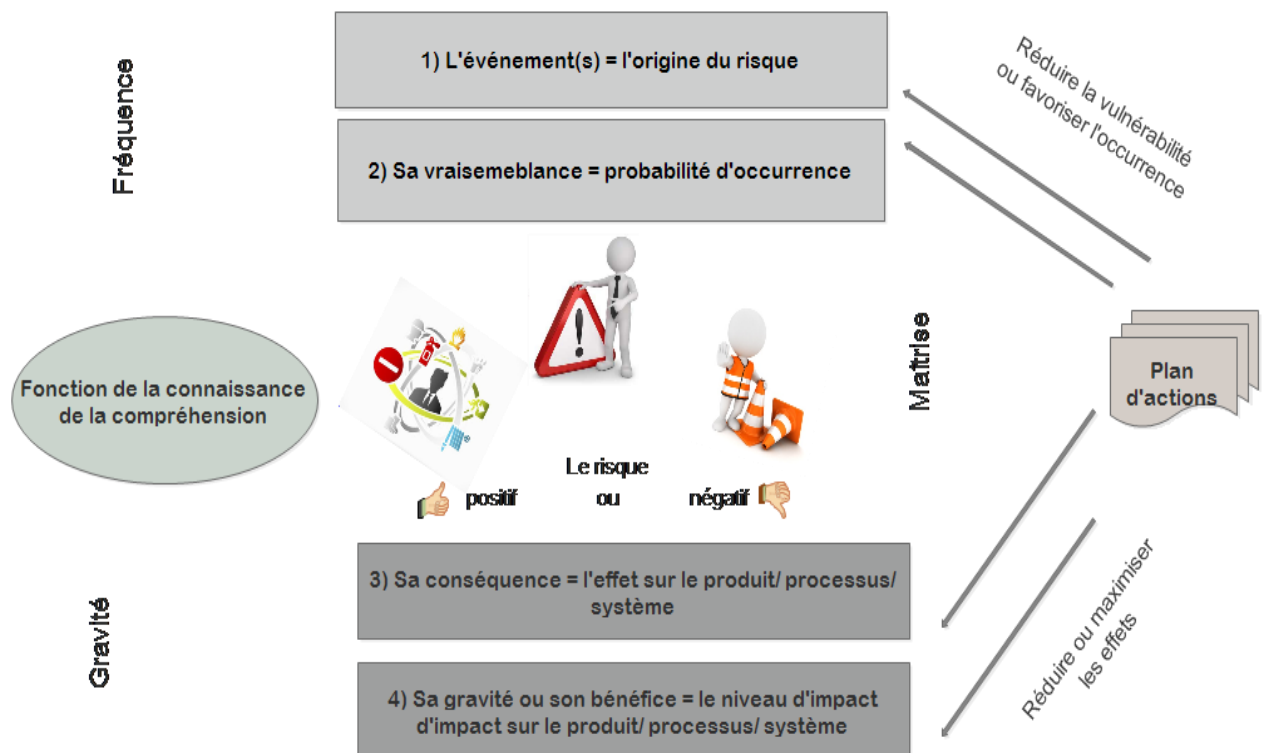 Fréquence
1) L'événement(s) = l'origine du risque
2) Sa vraisemeblance = probabilité d'occurrence
Réduire la vulnérabilité
ou favoriser l'occurrence
Fonction de la connaissance
de la compréhension
Maîtrise
Plan
d'actions
Le risque
positif ou négatif
Gravité
3) Sa conséquence = l'effet sur le produit/ processus/
système
4) Sa gravité ou son bénéfice = le niveau d'impact
d'impact sur le produit/ processus/ système
Réduire ou maximiser
les effets